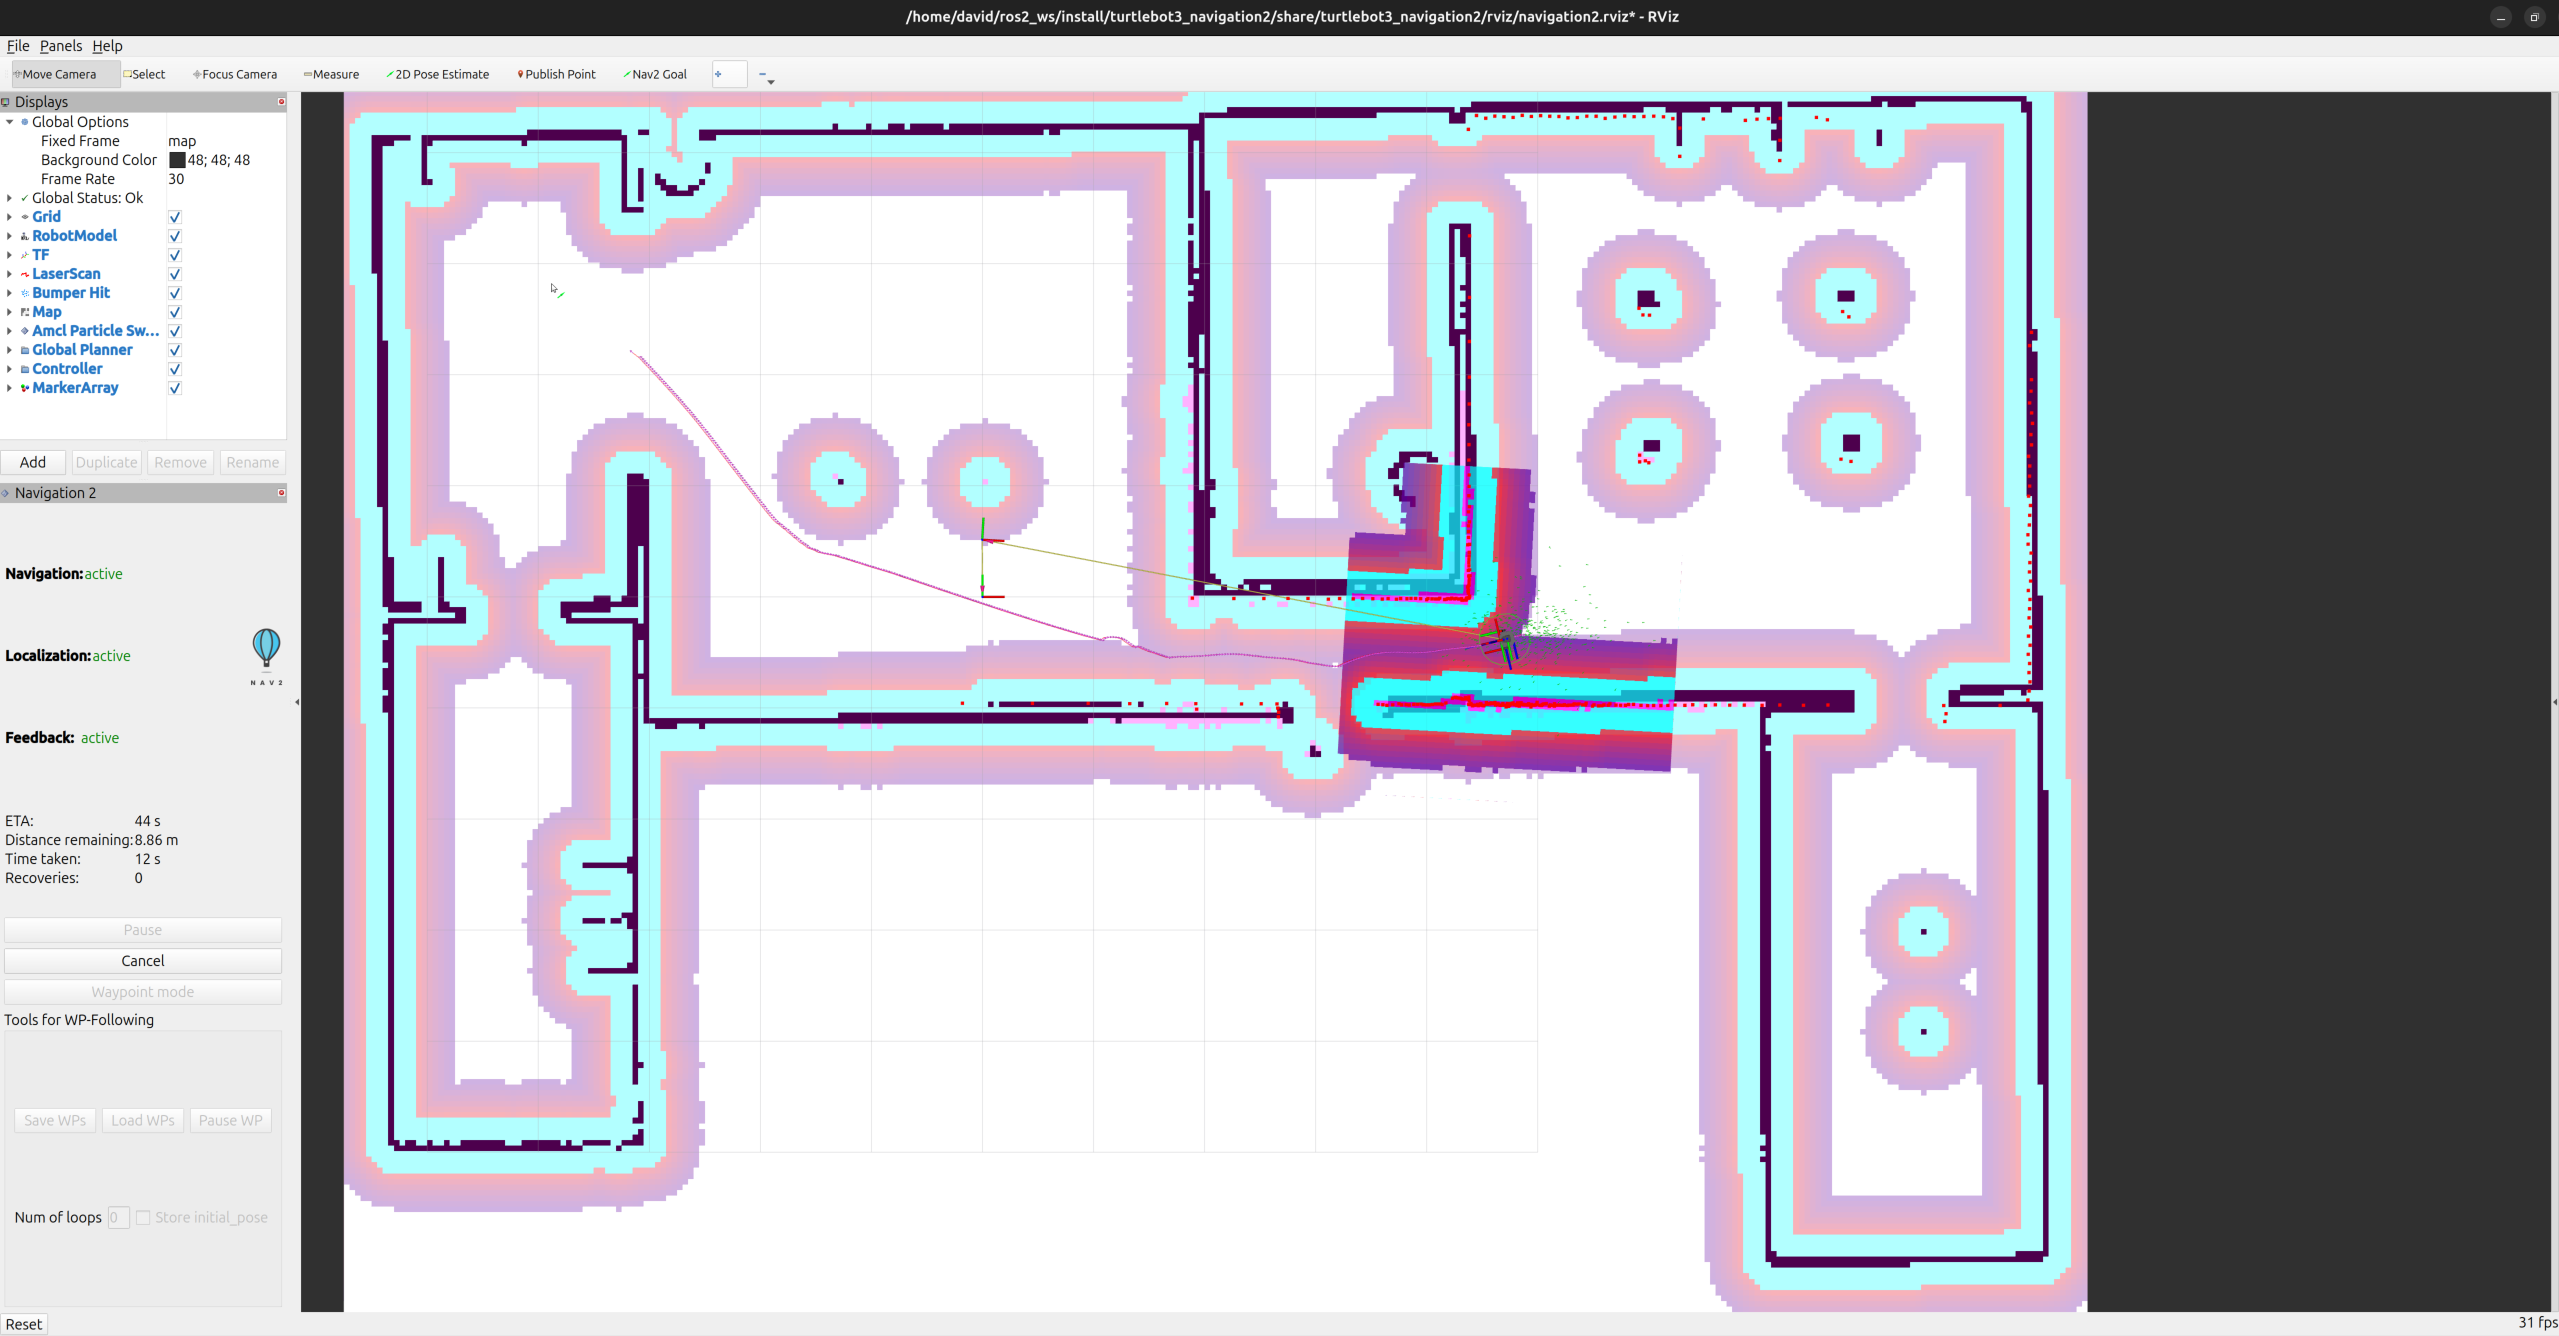 /home/david/ros2_ws/install/turtlebot3_navigation2/share/turtlebot3_navigation2/rviz/navigation2.rviz* - RViz
File Panels Help
Move Camera Select Focus Camera Measure 2D Pose Estimate Publish Point Nav2 Goal
Displays
Global Options
Fixed Frame map
Background Color 48; 48; 48
Frame Rate 30
Global Status: Ok
Grid
RobotModel
TF
LaserScan
Bumper Hit
Map
Amcl Particle Sw...
Global Planner
Controller
MarkerArray
Add Duplicate Remove Rename
Navigation 2
Navigation: active
Localization: active
NAV2
Feedback: active
ETA: 44 s
Distance remaining: 8.86 m
Time taken: 12 s
Recoveries: 0
Pause
Cancel
Waypoint mode
Tools for WP-Following
Save WPs Load WPs Pause WP
Num of loops 0 Store initial_pose
Reset
31 fps